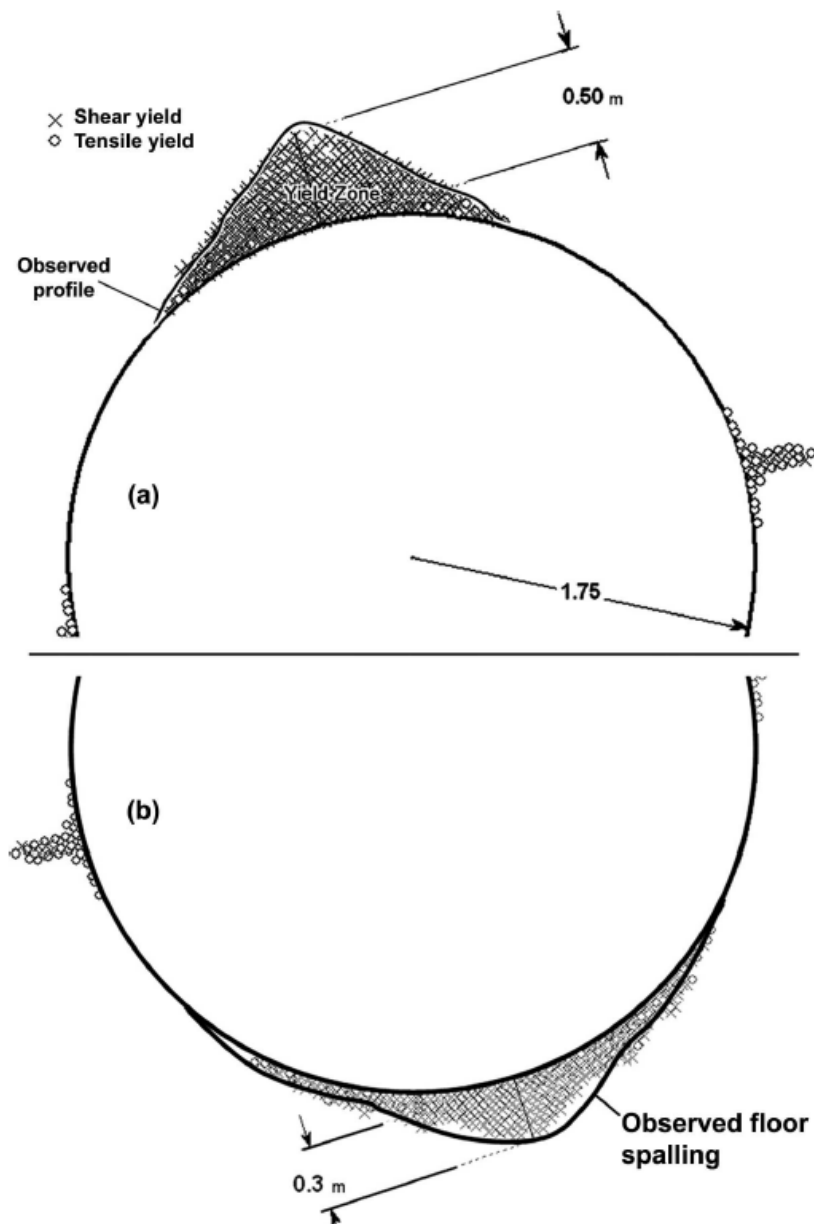 0.50 m
Shear yield
Tensile yield
Yield Zone
Observed
profile
(a)
1.75
(b)
Observed floor
spalling
0.3 m